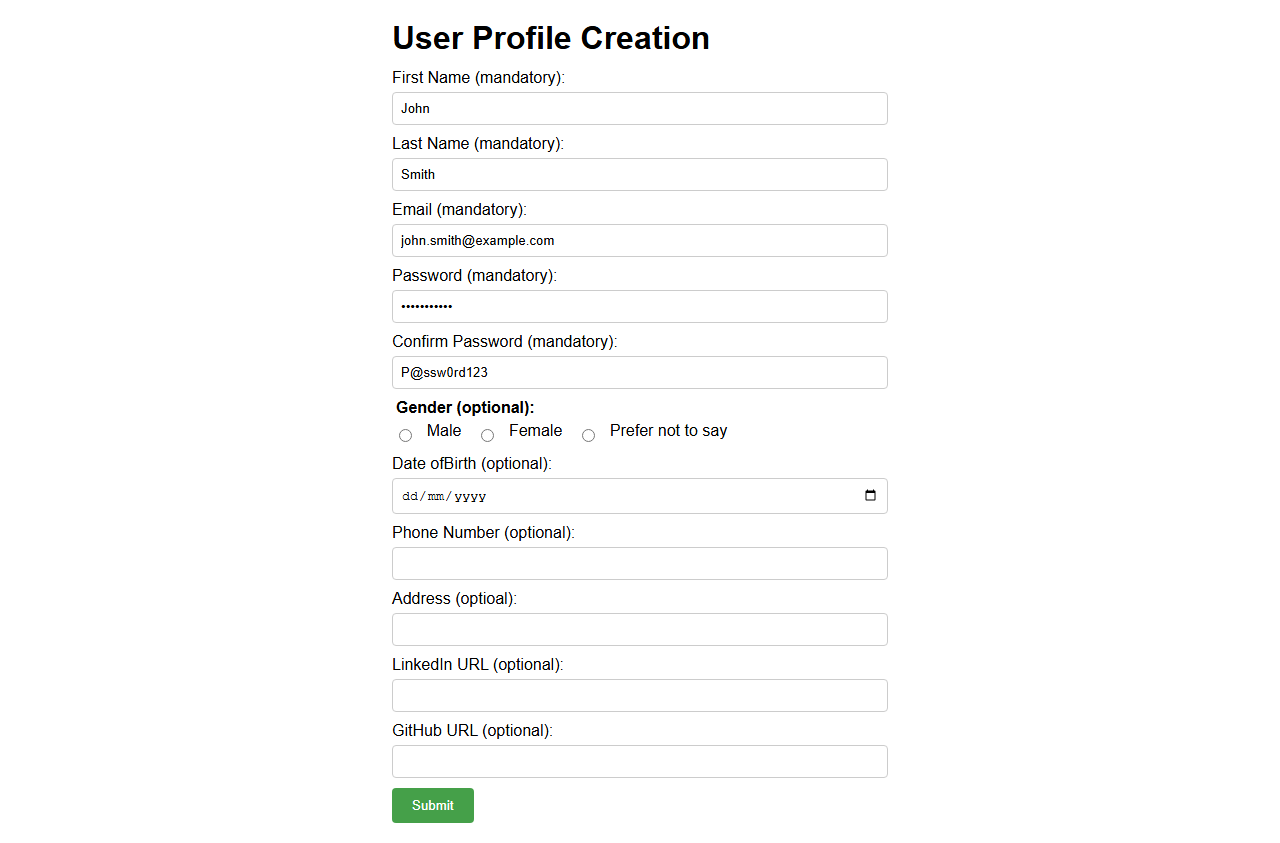 User Profile Creation
First Name (mandatory):
John
Last Name (mandatory):
Smith
Email (mandatory):
john.smith@example.com
Password (mandatory):
•••••••••••
Confirm Password (mandatory):
P@ssw0rd123
Gender (optional):
Male Female Prefer not to say
Date ofBirth (optional):
dd/mm/yyyy
Phone Number (optional):
Address (optioal):
LinkedIn URL (optional):
GitHub URL (optional):
Submit